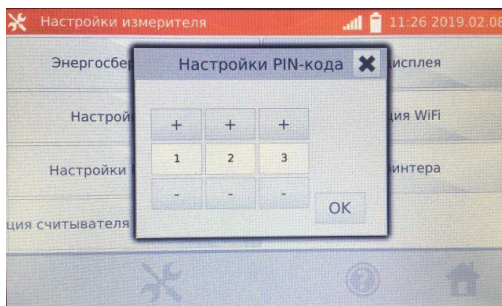 Настройки измерителя 11:26 2019.02.08
Энергосбер
исплея
Настройки PIN-кода
Настрой
ция WiFi
+ + +
1 2 3
- - -
Настройки
интера
OK
ция считывателя